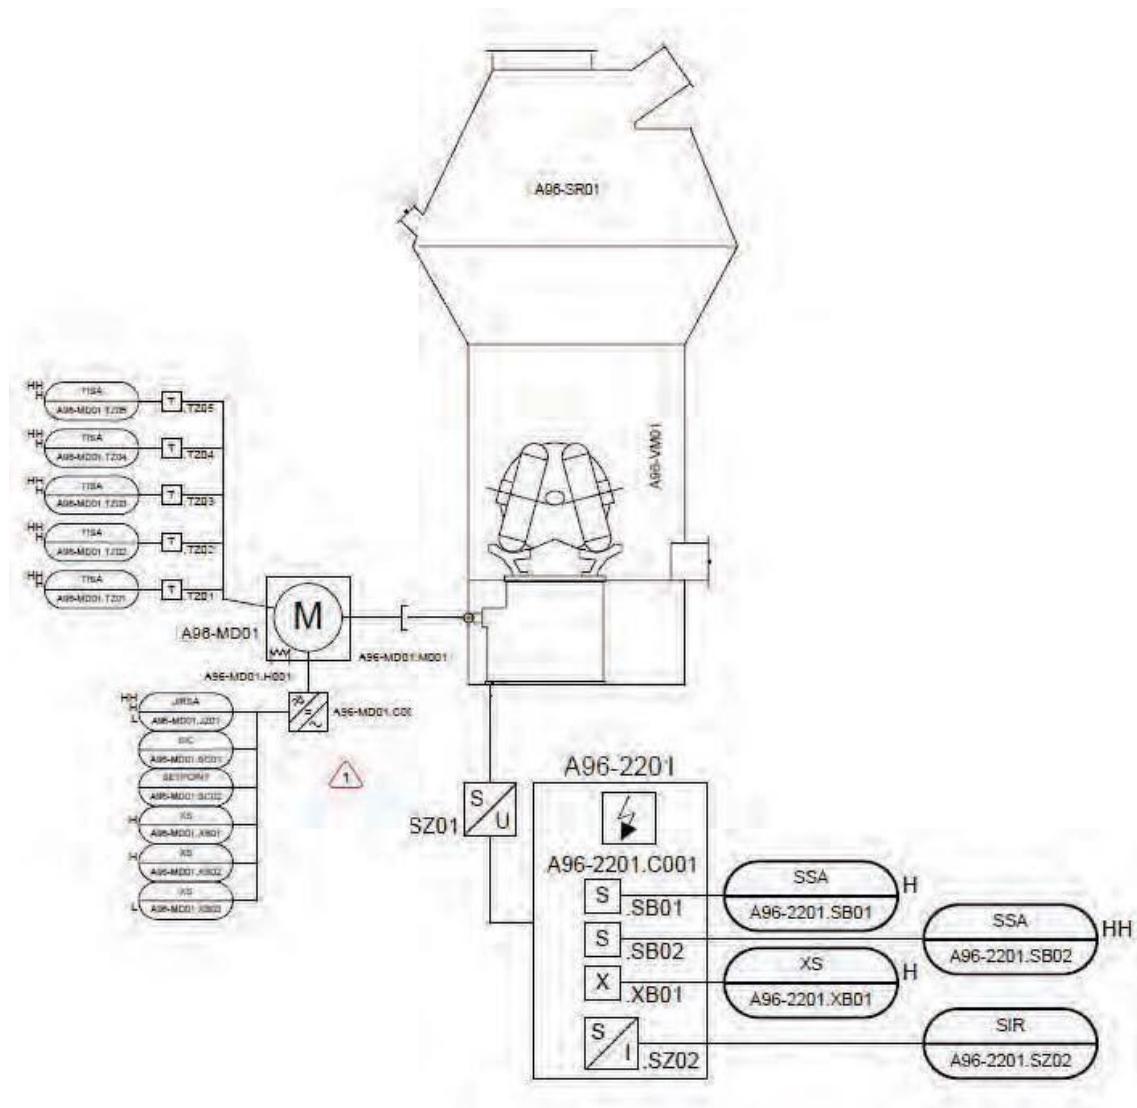 A96-SR01
A96-VM01
HH
H
TISA
A96-MD01.TZ05
T
.TZ05
HH
H
TISA
A96-MD01.TZ04
T
.TZ04
HH
H
TISA
A96-MD01.TZ03
T
.TZ03
HH
H
TISA
A96-MD01.TZ02
T
.TZ02
HH
H
TISA
A96-MD01.TZ01
T
.TZ01
M
A96-MD01
A96-MD01.M001
A96-MD01.H001
HH
H
L
JIRSA
A96-MD01.JZ01
A96-MD01.C00
SIC
A96-MD01.SC01
SETPOINT
A96-MD01.SC02
H
XS
A96-MD01.XB01
H
XS
A96-MD01.XB02
L
XS
A96-MD01.XB03
1
A96-2201
S
U
SZ01
A96-2201.C001
S
.SB01
SSA
A96-2201.SB01
H
S
.SB02
SSA
A96-2201.SB02
HH
X
.XB01
XS
A96-2201.XB01
H
S
I
.SZ02
SIR
A96-2201.SZ02